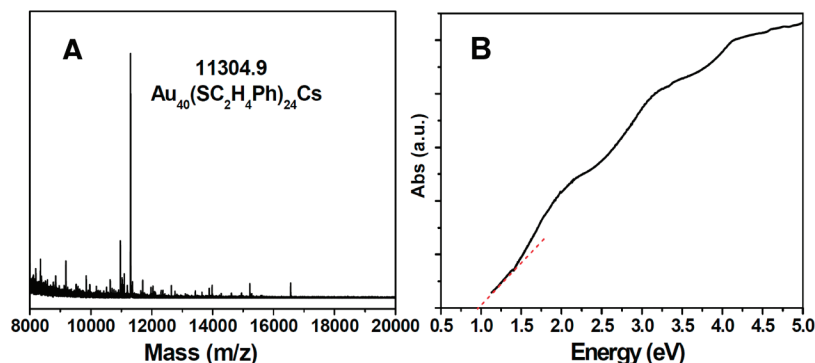 A
11304.9
Au40(SC2H4Ph)24Cs
8000 10000 12000 14000 16000 18000 20000
Mass (m/z)
B
Abs (a.u.)
0.5 1.0 1.5 2.0 2.5 3.0 3.5 4.0 4.5 5.0
Energy (eV)